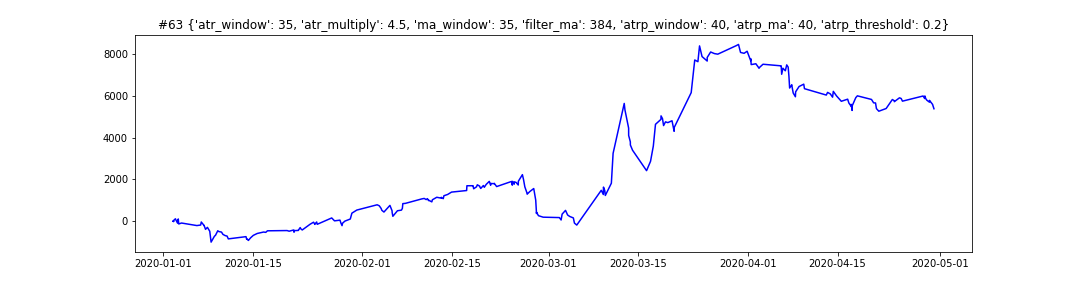 #63 {'atr_window': 35, 'atr_multiply': 4.5, 'ma_window': 35, 'filter_ma': 384, 'atrp_window': 40, 'atrp_ma': 40, 'atrp_threshold': 0.2}
8000
6000
4000
2000
0
2020-01-01 2020-01-15 2020-02-01 2020-02-15 2020-03-01 2020-03-15 2020-04-01 2020-04-15 2020-05-01